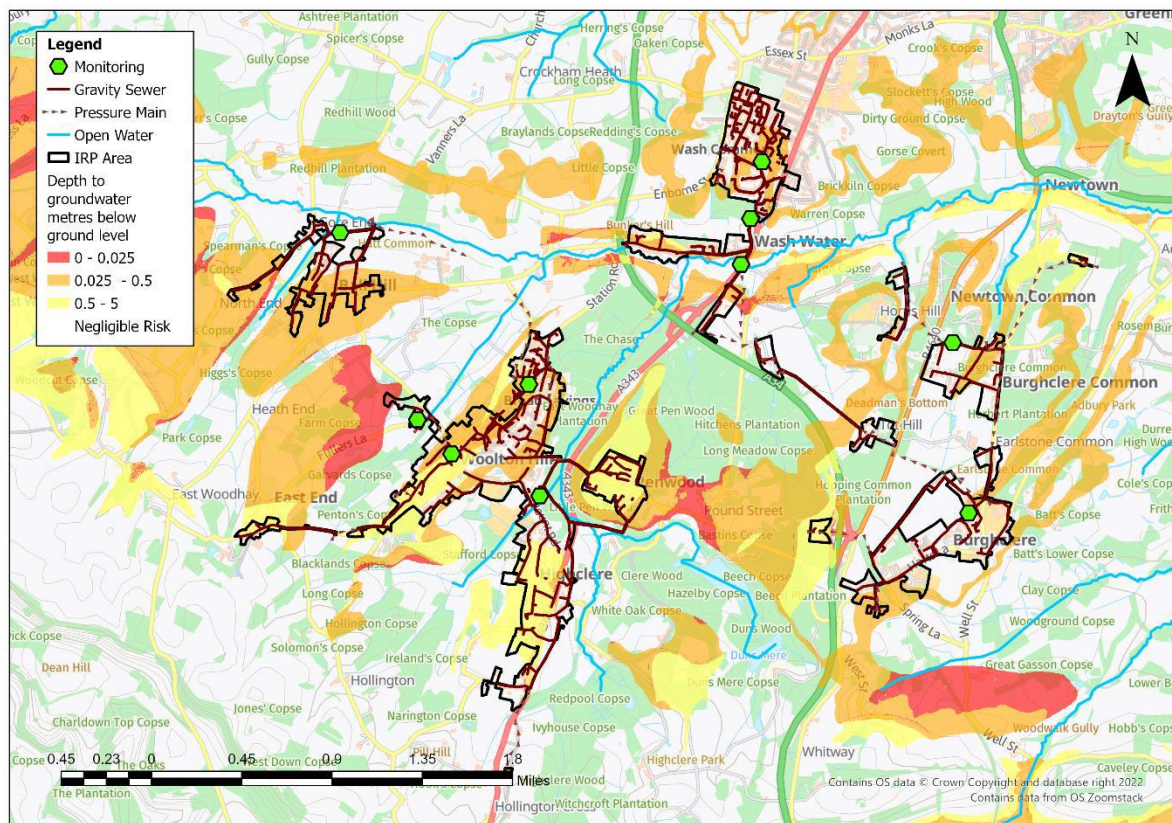 Legend
Monitoring
Gravity Sewer
Pressure Main
Open Water
IRP Area
Depth to
groundwater
metres below
ground level
0 - 0.025
0.025 - 0.5
0.5 - 5
Negligible Risk
N
Ashtree Plantation
Spicer's Copse
Gully Copse
Redhill Wood
Vanners La
Redhill Plantation
Church
Herring's Copse
Oaken Copse
Crockham Heath
Long Copse
Essex St
Monks La
Crook's Copse
Slockett's Copse
High Wood
Drayton's Gully
Dirty Ground Copse
Gorse Covert
Braylands Copse
Redding's Copse
Little Copse
Enborne St
Brickkiln Copse
Warren Copse
Newtown
Bunker's Hill
Wash Water
Spearman's Copse
Hall Common
North End
Station Rd
The Copse
The Chase
Higgs's Copse
Heath End
Farm Copse
Fullers La
Garvards Copse
Park Copse
East Woodhay
East End
Penton's Copse
Blacklands Copse
Long Copse
Hollington Copse
Solomon's Copse
Ireland's Copse
Hollington
Dean Hill
Jones' Copse
Narington Copse
Charldown Top Copse
The Oaks
Pill Hill
The Plantation
Stafford Copse
A343
A343
Great Pen Wood
Hitchens Plantation
Long Meadow Copse
A34
Newtown Common
Burghclere Common
Burghclere Common
Deadman's Bottom
Herbert Plantation
Adbury Park
Earlstone Common
Cole's Copse
Batt's Copse
Burghclere
Batt's Lower Copse
Clay Copse
Woodground Copse
Spring La
Well St
West St
Great Gasson Copse
Woodwalk Gully
Hobb's Copse
Well St
Caveley Copse
Whitway
Pound Street
Bastins Copse
Beech Copse
Beech Plantation
Clere Wood
Hazelby Copse
White Oak Copse
Duns Wood
Duns Mere
Duns Mere Copse
Redpool Copse
Ivyhouse Copse
Highclere Park
Witchcroft Plantation
Highclere
0.45 0.23 0 0.45 0.9 1.35 1.8
Miles
Contains OS data © Crown Copyright and database right 2022
Contains data from OS Zoomstack